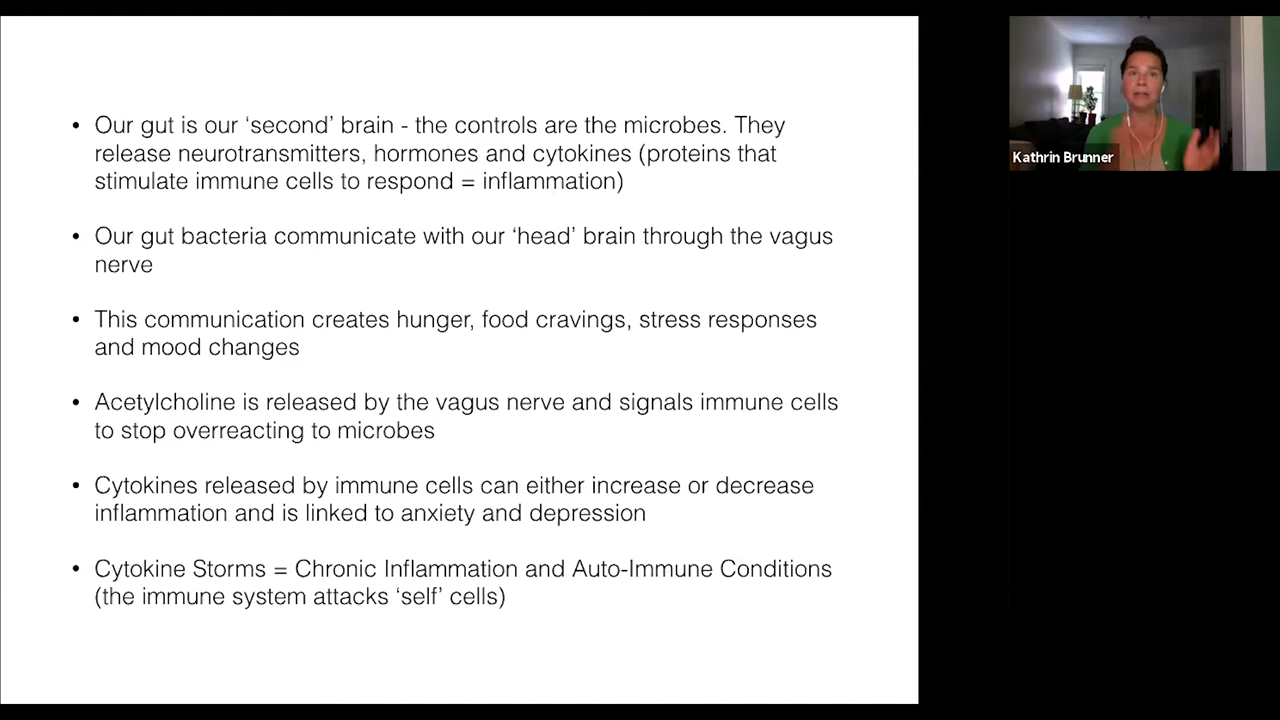 • Our gut is our ‘second’ brain - the controls are the microbes. They
release neurotransmitters, hormones and cytokines (proteins that
stimulate immune cells to respond = inflammation)
• Our gut bacteria communicate with our ‘head’ brain through the vagus
nerve
• This communication creates hunger, food cravings, stress responses
and mood changes
• Acetylcholine is released by the vagus nerve and signals immune cells
to stop overreacting to microbes
• Cytokines released by immune cells can either increase or decrease
inflammation and is linked to anxiety and depression
• Cytokine Storms = Chronic Inflammation and Auto-Immune Conditions
(the immune system attacks ‘self’ cells)
Kathrin Brunner